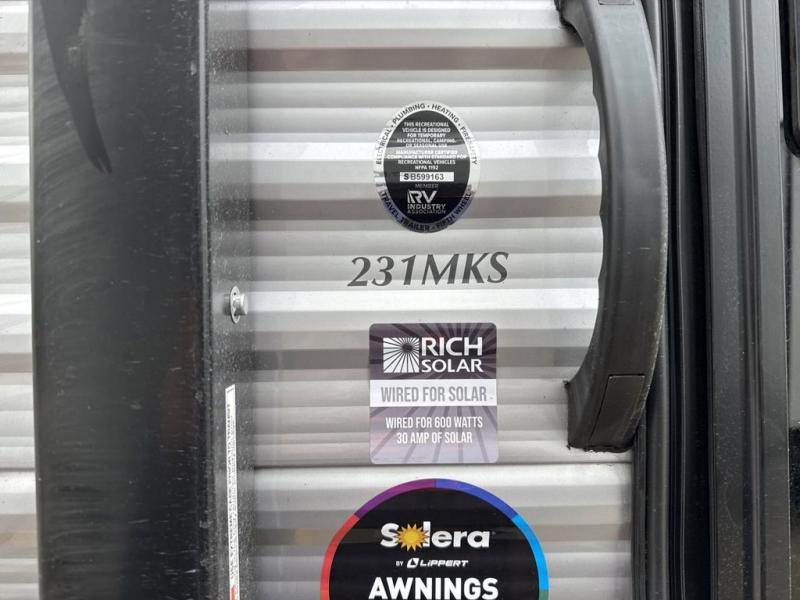 ELECTRICAL • PLUMBING • HEATING • FIRE/SAFETY
THIS RECREATIONAL
VEHICLE IS DESIGNED
FOR TEMPORARY
RECREATIONAL, CAMPING,
OR SEASONAL USE
MANUFACTURER CERTIFIED
COMPLIANCE WITH STANDARD FOR
RECREATIONAL VEHICLES
NFPA 1192
SB599163
MEMBER
RV
INDUSTRY
ASSOCIATION
TRAVEL TRAILER • FIFTH WHEEL
231MKS
RICH
SOLAR
WIRED FOR SOLAR
WIRED FOR 600 WATTS
30 AMP OF SOLAR
Solera
BY LIPPERT
AWNINGS